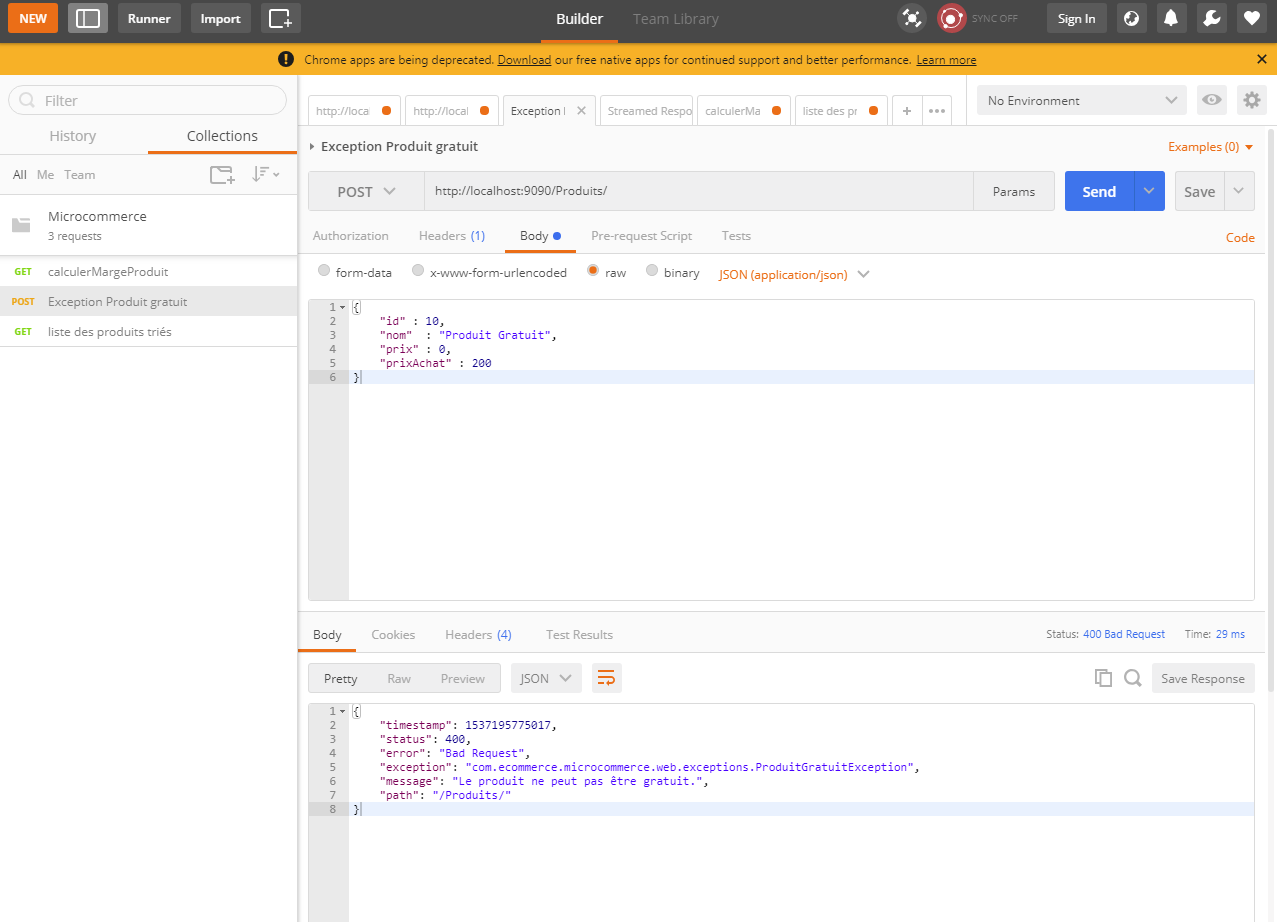 NEW Runner Import Builder Team Library SYNC OFF Sign In
Chrome apps are being deprecated. Download our free native apps for continued support and better performance. Learn more
Filter
History Collections
All Me Team
Microcommerce
3 requests
GET calculerMargeProduit
POST Exception Produit gratuit
GET liste des produits triés
http://loca http://local Exception Streamed Respo calculerMa liste des pr + ••• No Environment
Exception Produit gratuit Examples (0)
POST http://localhost:9090/Produits/ Params Send Save
Authorization Headers (1) Body Pre-request Script Tests Code
form-data x-www-form-urlencoded raw binary JSON (application/json)
1 {
2 "id" : 10,
3 "nom" : "Produit Gratuit",
4 "prix" : 0,
5 "prixAchat" : 200
6 }
Body Cookies Headers (4) Test Results Status: 400 Bad Request Time: 29 ms
Pretty Raw Preview JSON Save Response
1 {
2 "timestamp": 1537195775017,
3 "status": 400,
4 "error": "Bad Request",
5 "exception": "com.ecommerce.microcommerce.web.exceptions.ProduitGratuitException",
6 "message": "Le produit ne peut pas être gratuit.",
7 "path": "/Produits/"
8 }